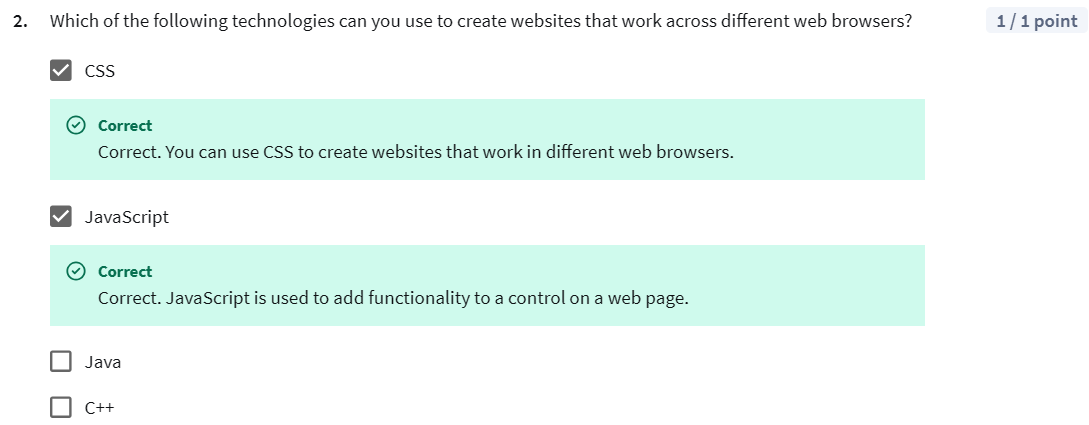 2. Which of the following technologies can you use to create websites that work across different web browsers? 1 / 1 point
CSS
Correct
Correct. You can use CSS to create websites that work in different web browsers.
JavaScript
Correct
Correct. JavaScript is used to add functionality to a control on a web page.
Java
C++